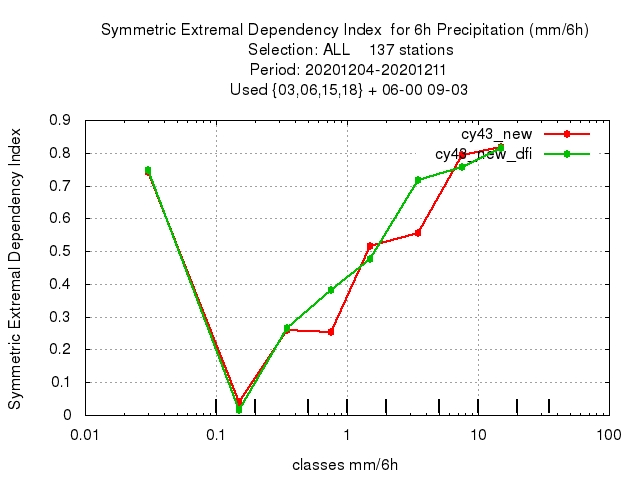 Symmetric Extremal Dependency Index for 6h Precipitation (mm/6h)
Selection: ALL 137 stations
Period: 20201204-20201211
Used {03,06,15,18} + 06-00 09-03
Symmetric Extremal Dependency Index
0.9
0.8
0.7
0.6
0.5
0.4
0.3
0.2
0.1
0
cy43_new
cy43_new_dfi
0.01
0.1
1
10
100
classes mm/6h